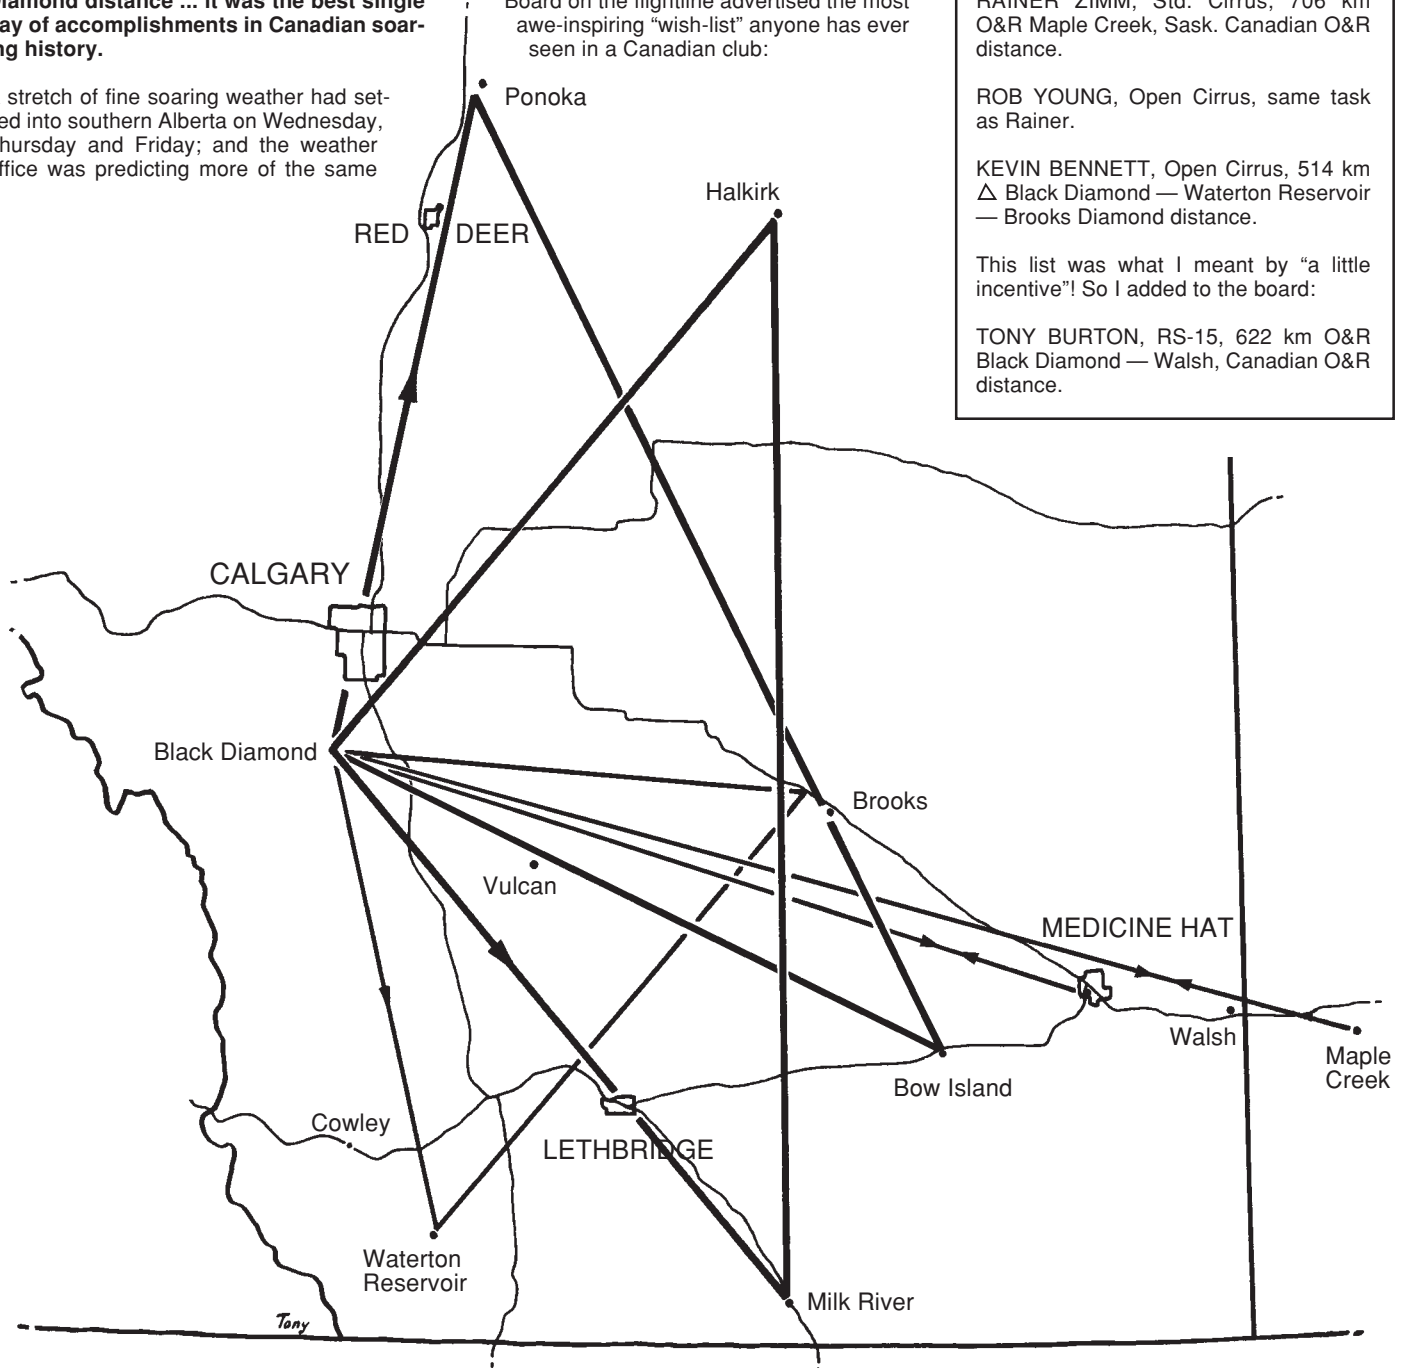 iamond distance ... it was the best single
ay of accomplishments in Canadian soar-
ng history.
stretch of fine soaring weather had set-
ed into southern Alberta on Wednesday,
hursday and Friday; and the weather
ffice was predicting more of the same
Board on the flightline advertised the most
awe-inspiring “wish-list” anyone has ever
seen in a Canadian club:
RAINER ZIMM, Std. Cirrus, 706 km
O&R Maple Creek, Sask. Canadian O&R
distance.
ROB YOUNG, Open Cirrus, same task
as Rainer.
KEVIN BENNETT, Open Cirrus, 514 km
△ Black Diamond — Waterton Reservoir
— Brooks Diamond distance.
This list was what I meant by “a little
incentive”! So I added to the board:
TONY BURTON, RS-15, 622 km O&R
Black Diamond — Walsh, Canadian O&R
distance.
Ponoka
Halkirk
RED DEER
CALGARY
Black Diamond
Brooks
Vulcan
MEDICINE HAT
Walsh
Maple
Creek
Bow Island
Cowley
LETHBRIDGE
Waterton
Reservoir
Milk River
Tony